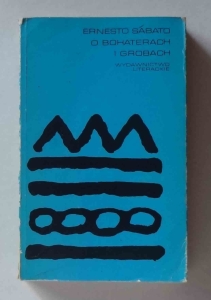 ERNESTO SÁBATO
O BOHATERACH
I GROBACH
WYDAWNICTWO
LITERACKIE